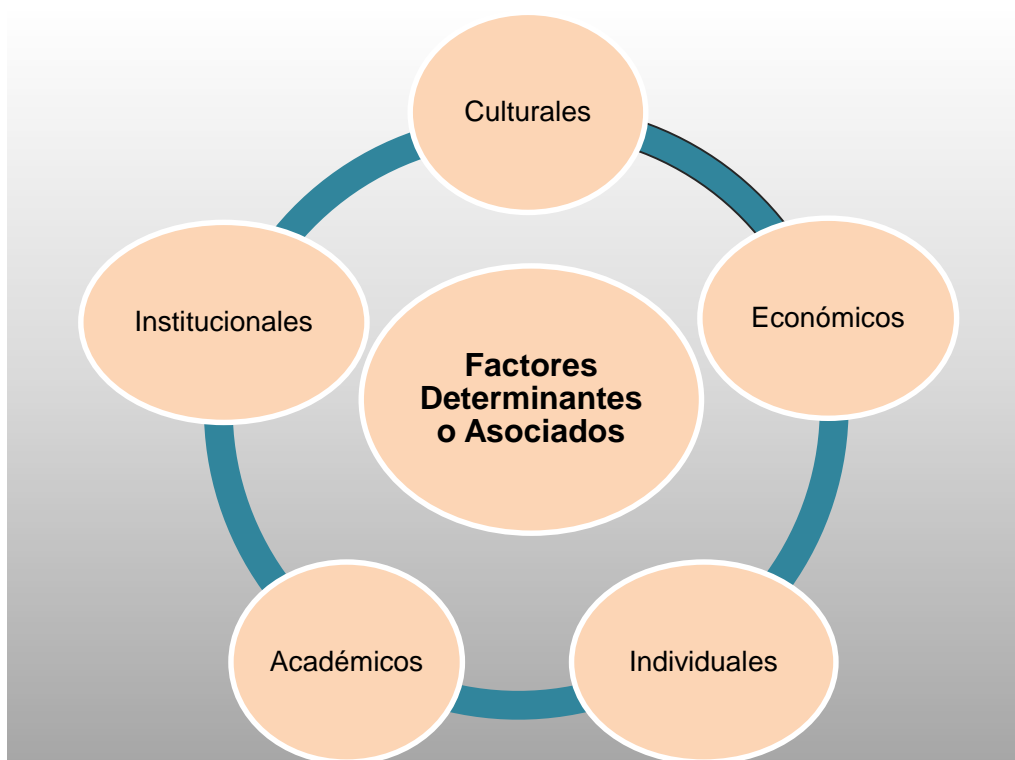 Culturales
Económicos
Institucionales
Factores
Determinantes
o Asociados
Académicos
Individuales